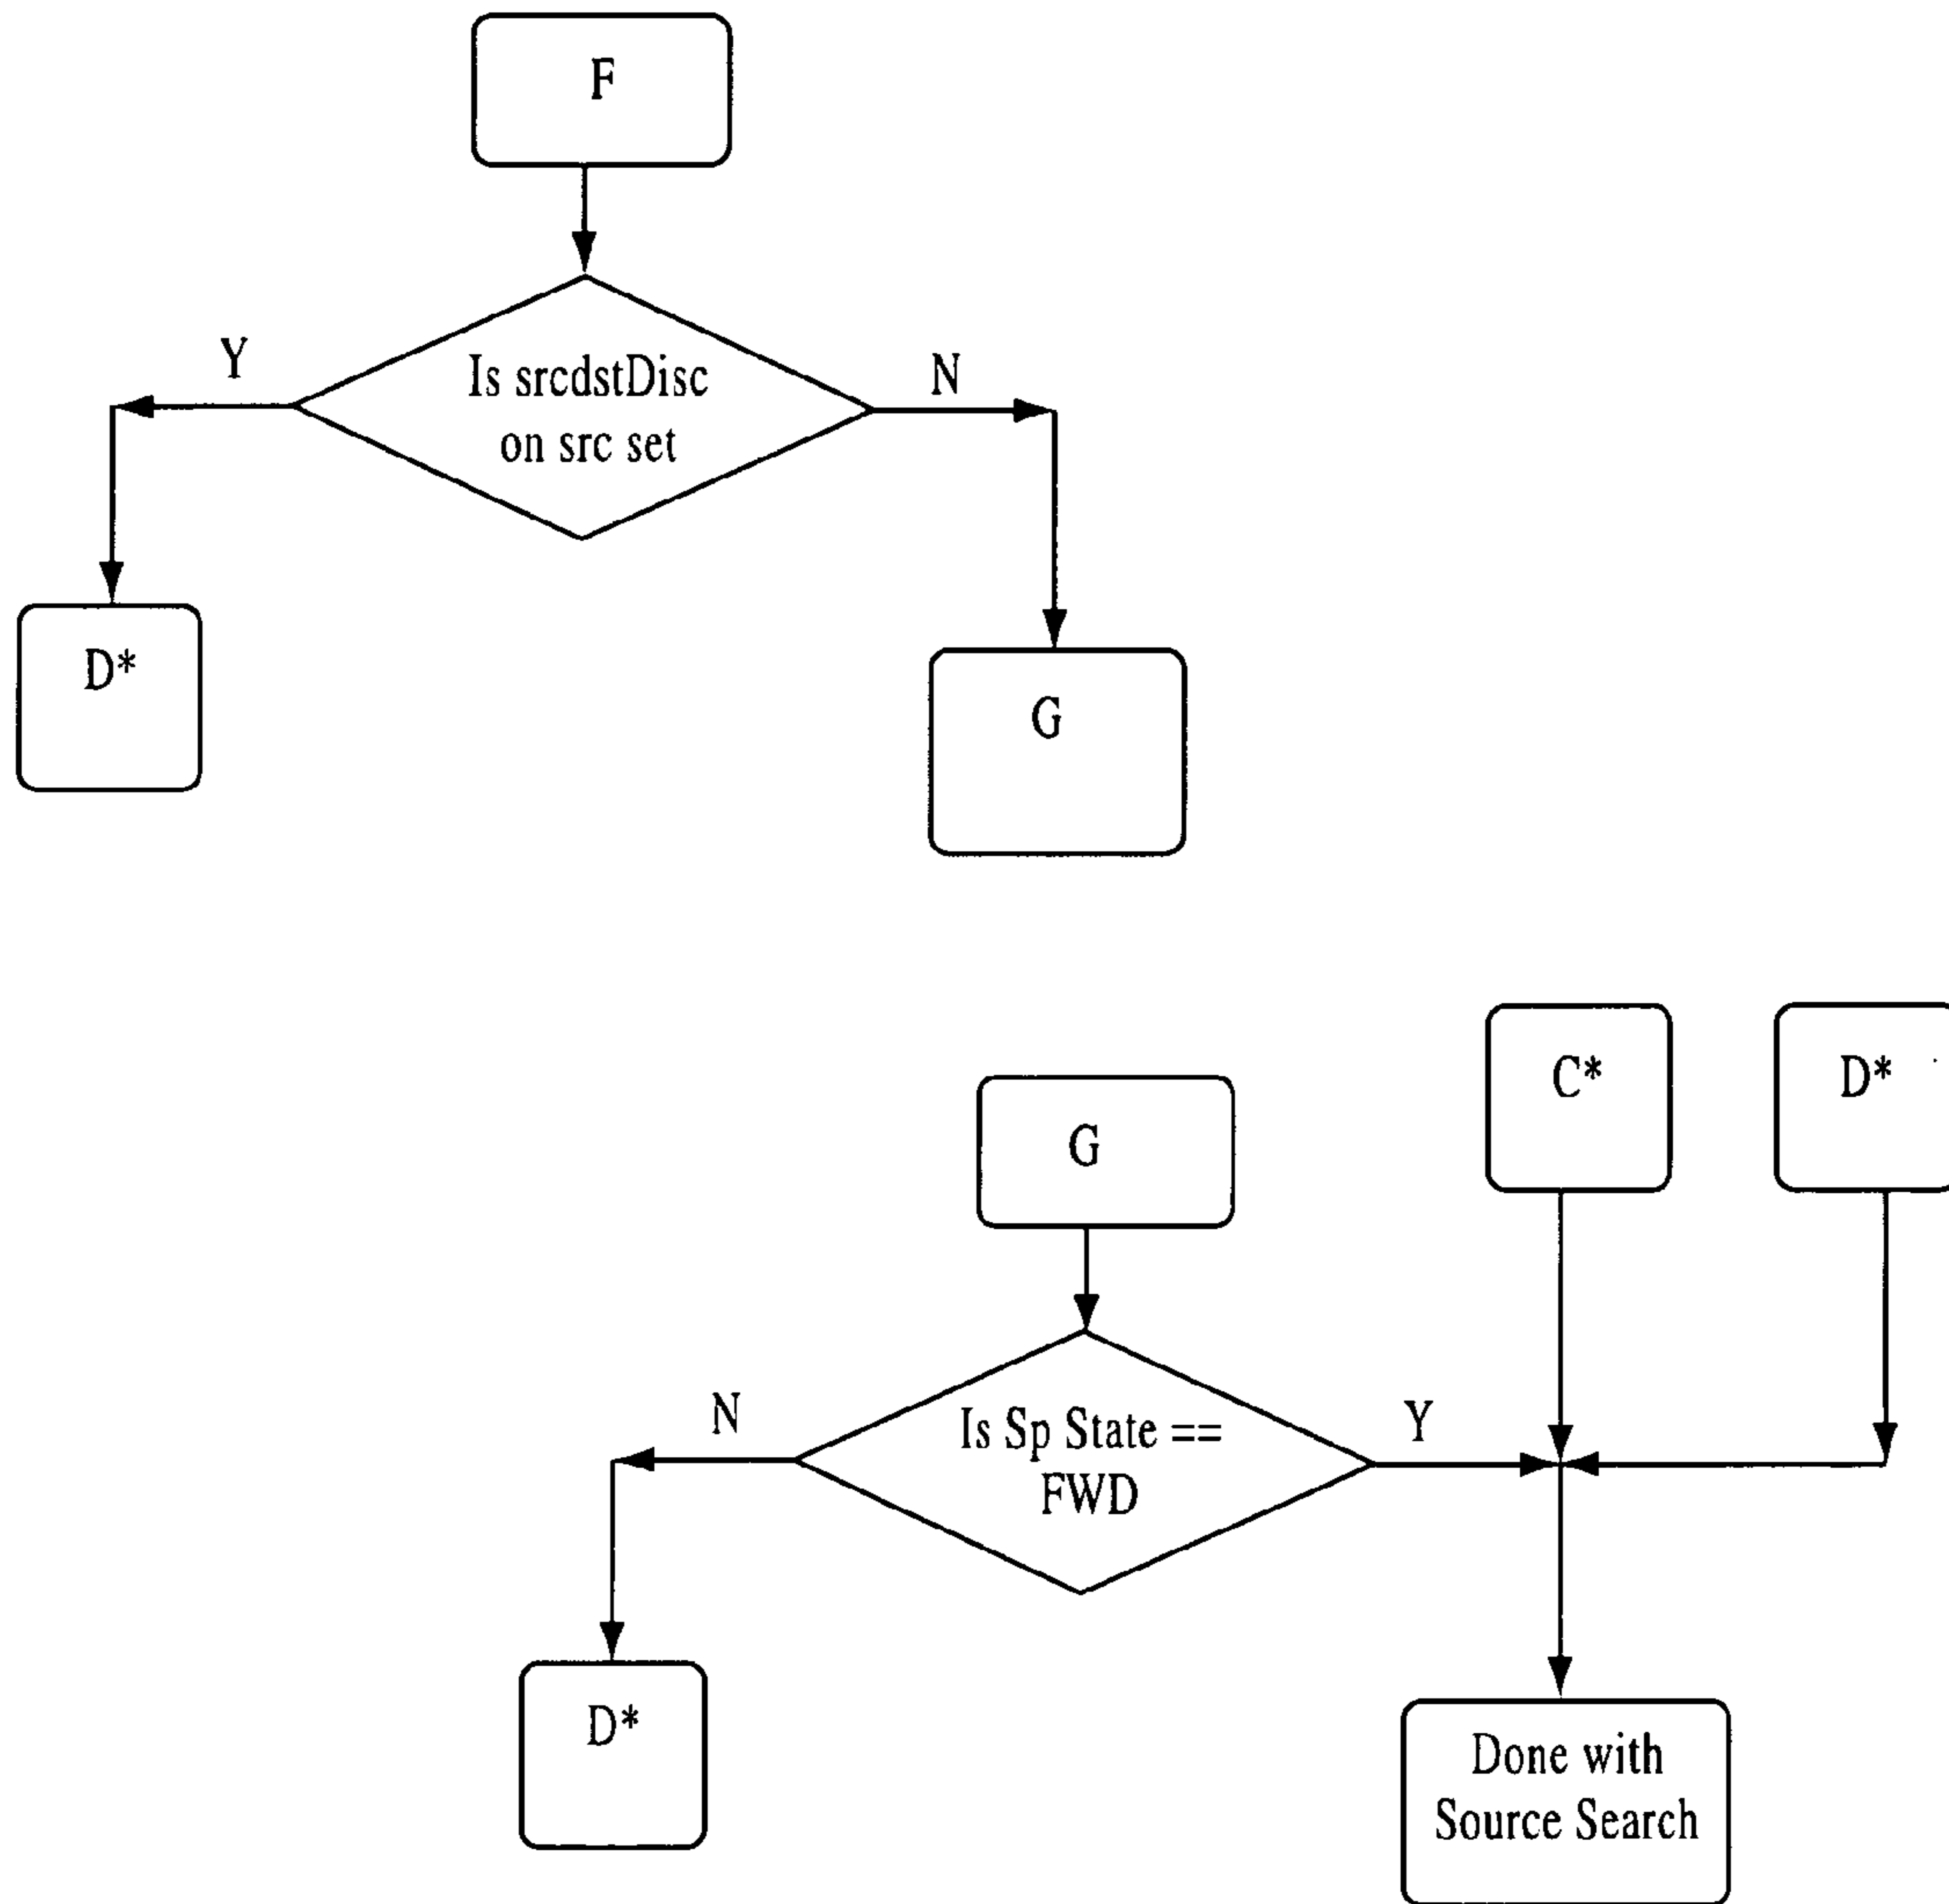 F
Y
Is srcdstDisc
on src set
N
D*
G
C*
D*
G
N
Is Sp State ==
FWD
Y
D*
Done with
Source Search